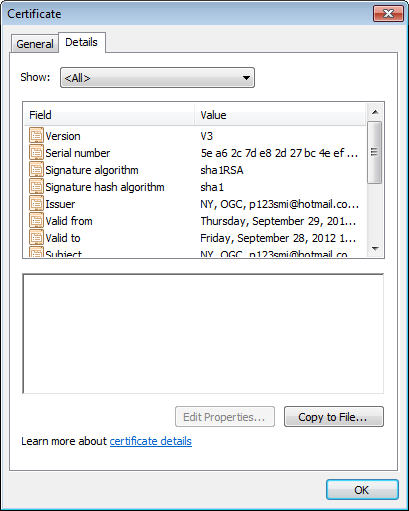 Certificate
General Details
Show: <All>
Field Value
Version V3
Serial number 5e a6 2c 7d e8 2d 27 bc 4e ef ...
Signature algorithm sha1RSA
Signature hash algorithm sha1
Issuer NY, OGC, p123smi@hotmail.co...
Valid from Thursday, September 29, 201...
Valid to Friday, September 28, 2012 1...
Subject NY, OGC, p123smi@hotmail.co...
Edit Properties... Copy to File...
Learn more about certificate details
OK